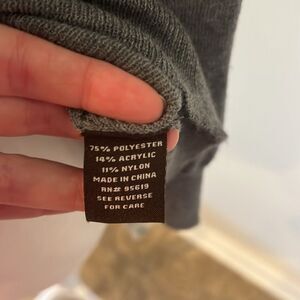 75% POLYESTER
14% ACRYLIC
11% NYLON
MADE IN CHINA
RN# 95619
SEE REVERSE
FOR CARE